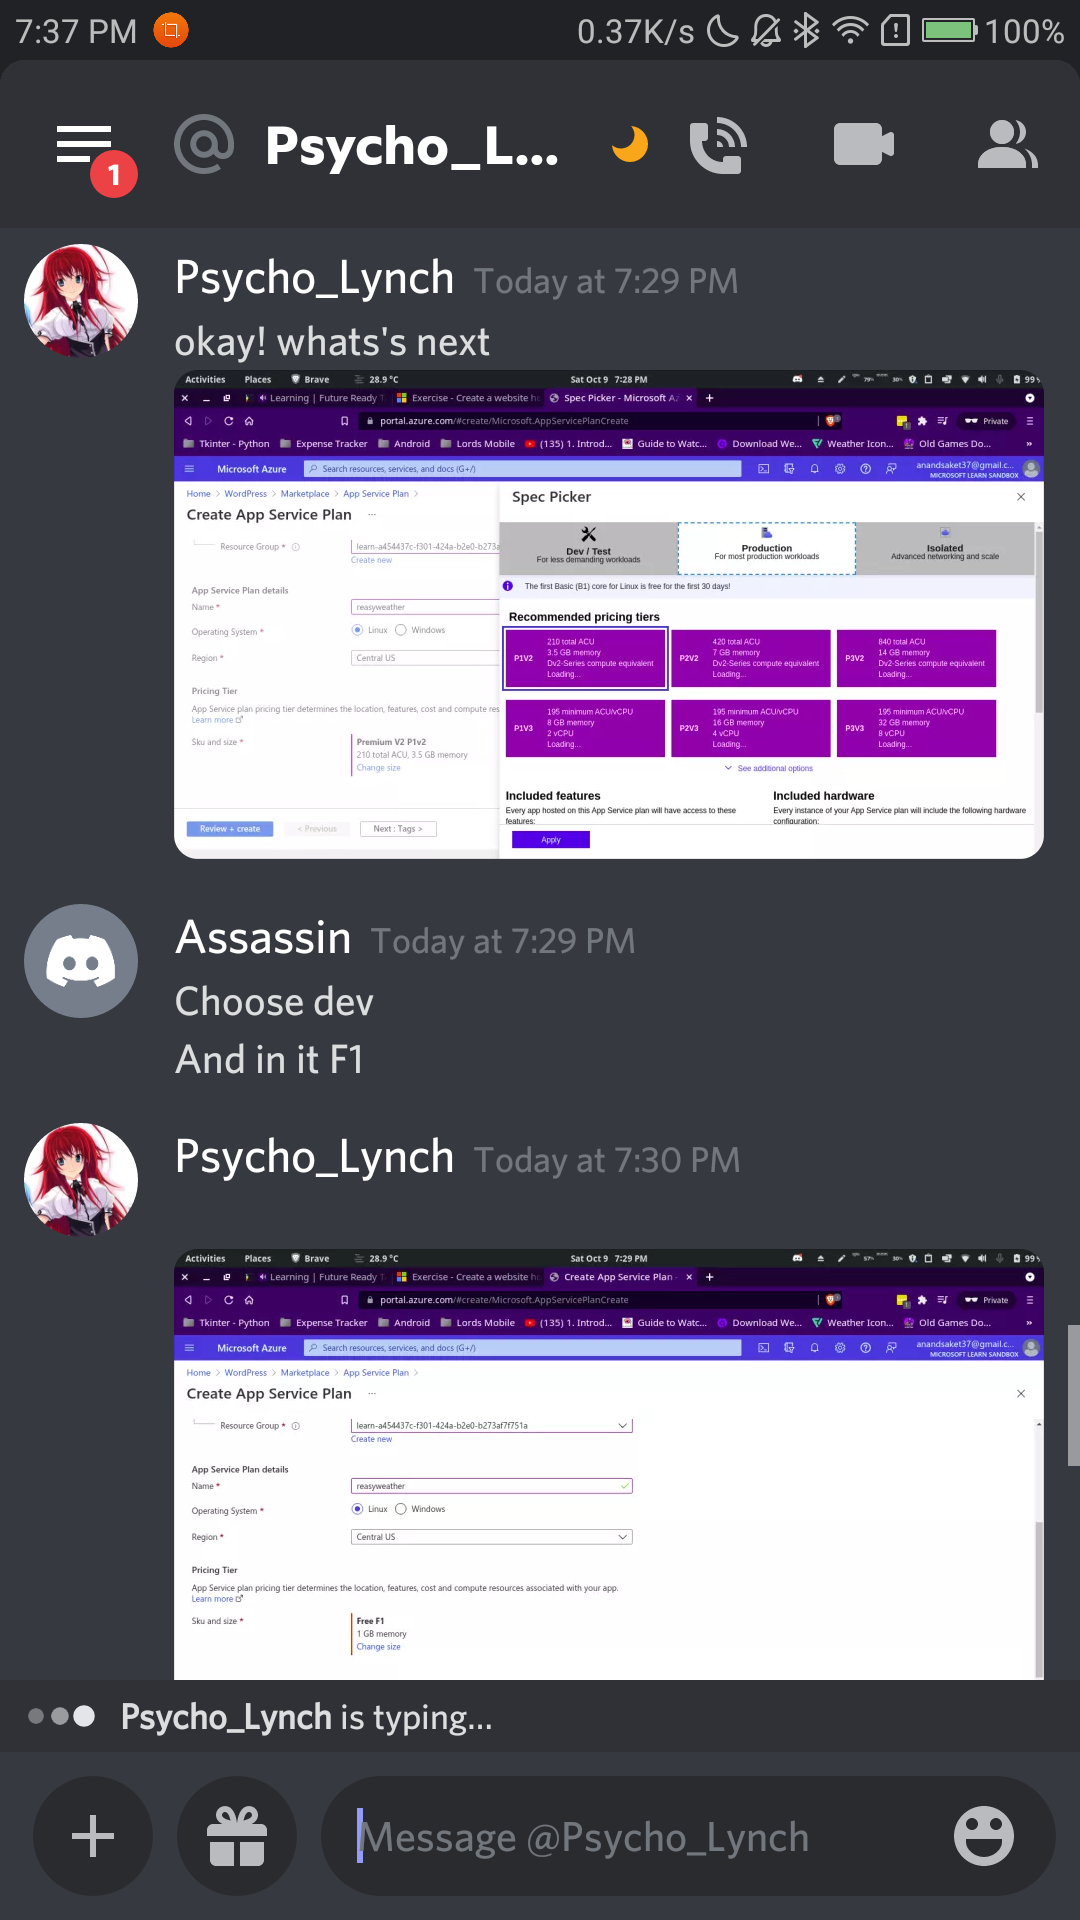 7:37 PM
0.37K/s
100%
1
Psycho_L...
Psycho_Lynch Today at 7:29 PM
okay! whats's next
Activities Places Brave 28.9 °C Sat Oct 9 7:28 PM 99
Learning | Future Ready T Exercise - Create a website ho Spec Picker - Microsoft Az
portal.azure.com/#create/Microsoft.AppServicePlanCreate Private
Tkinter - Python Expense Tracker Android Lords Mobile (135) 1. Introd... Guide to Watc... Download We... Weather Icon... Old Games Do... »
Microsoft Azure Search resources, services, and docs (G+/) anandsaket37@gmail.c...
MICROSOFT LEARN SANDBOX
Home > WordPress > Marketplace > App Service Plan >
Create App Service Plan ...
Resource Group *
learn-a454437c-f301-424a-b2e0-b273a
Create new
App Service Plan details
Name * reasyweather
Operating System * Linux Windows
Region * Central US
Pricing Tier
App Service plan pricing tier determines the location, features, cost and compute res
Learn more
Sku and size * Premium V2 P1v2
210 total ACU, 3.5 GB memory
Change size
Review + create < Previous Next : Tags >
Spec Picker
Dev / Test
For less demanding workloads
Production
For most production workloads
Isolated
Advanced networking and scale
The first Basic (B1) core for Linux is free for the first 30 days!
Recommended pricing tiers
P1V2
210 total ACU
3.5 GB memory
Dv2-Series compute equivalent
Loading...
P2V2
420 total ACU
7 GB memory
Dv2-Series compute equivalent
Loading...
P3V2
840 total ACU
14 GB memory
Dv2-Series compute equivalent
Loading...
P1V3
195 minimum ACU/vCPU
8 GB memory
2 vCPU
Loading...
P2V3
195 minimum ACU/vCPU
16 GB memory
4 vCPU
Loading...
P3V3
195 minimum ACU/vCPU
32 GB memory
8 vCPU
Loading...
See additional options
Included features
Every app hosted on this App Service plan will have access to these
features:
Included hardware
Every instance of your App Service plan will include the following hardware
configuration:
Apply
Assassin Today at 7:29 PM
Choose dev
And in it F1
Psycho_Lynch Today at 7:30 PM
Activities Places Brave 28.9 °C Sat Oct 9 7:29 PM 99
Learning | Future Ready T Exercise - Create a website ho Create App Service Plan -
portal.azure.com/#create/Microsoft.AppServicePlanCreate Private
Tkinter - Python Expense Tracker Android Lords Mobile (135) 1. Introd... Guide to Watc... Download We... Weather Icon... Old Games Do... »
Microsoft Azure Search resources, services, and docs (G+/) anandsaket37@gmail.c...
MICROSOFT LEARN SANDBOX
Home > WordPress > Marketplace > App Service Plan >
Create App Service Plan ...
Resource Group * learn-a454437c-f301-424a-b2e0-b273af7f751a
Create new
App Service Plan details
Name * reasyweather
Operating System * Linux Windows
Region * Central US
Pricing Tier
App Service plan pricing tier determines the location, features, cost and compute resources associated with your app.
Learn more
Sku and size * Free F1
1 GB memory
Change size
Psycho_Lynch is typing...
Message @Psycho_Lynch